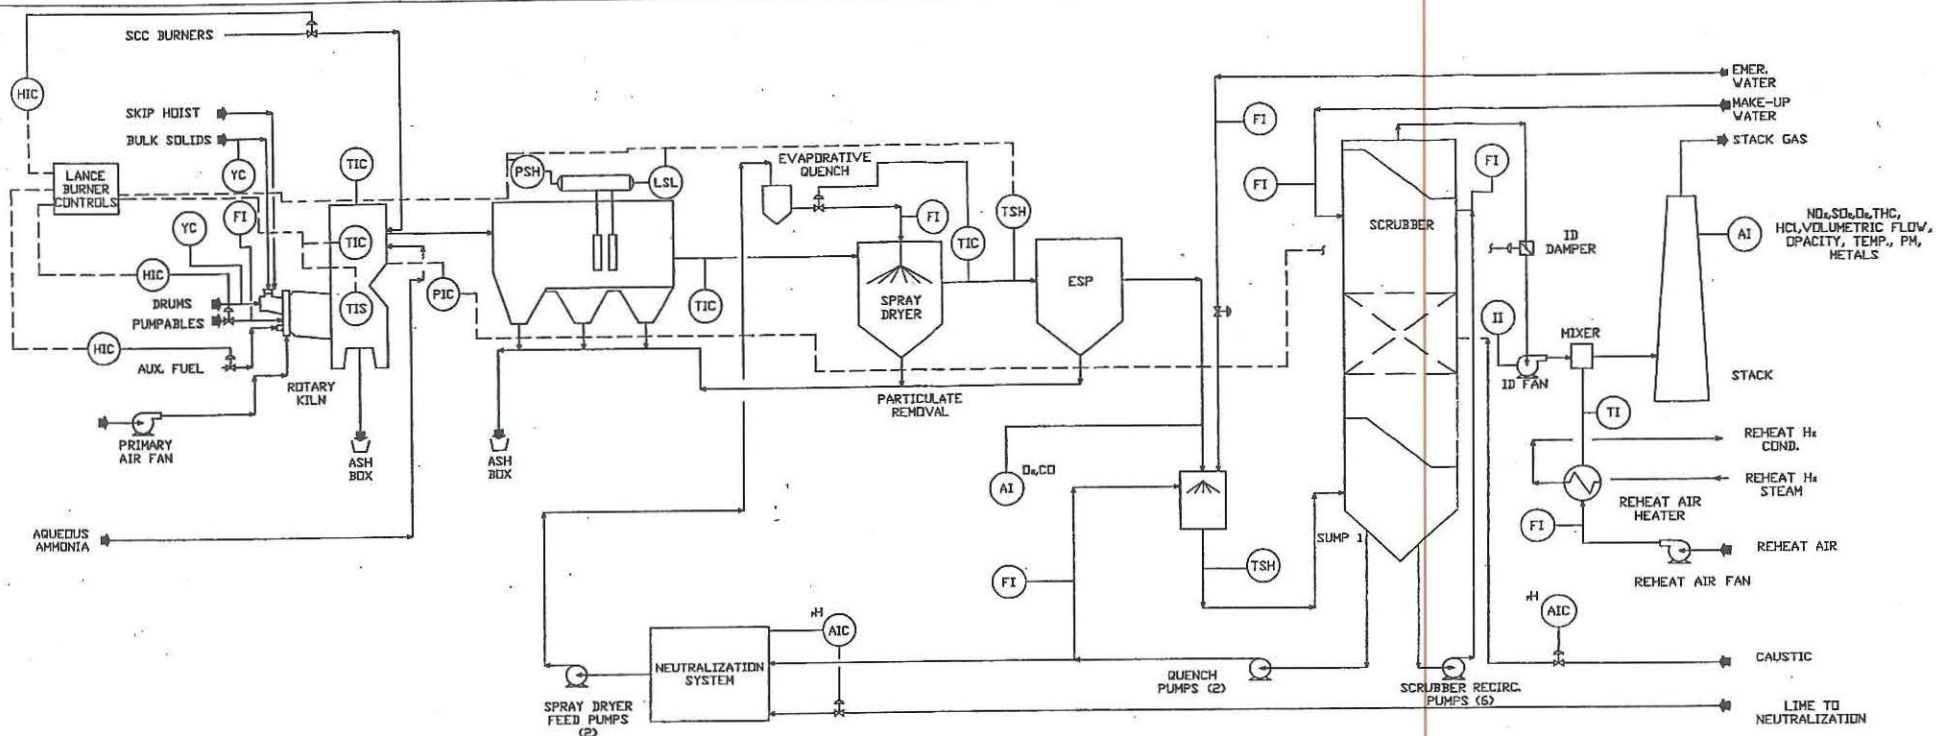 SCC BURNERS
HIC
SKIP HOIST
BULK SOLIDS
YC
TIC
LANCE
BURNER
CONTROLS
FI
YC
TIC
HIC
TIS
PIC
DRUMS
PUMPABLES
HIC
AUX. FUEL
ROTARY
KILN
PRIMARY
AIR FAN
ASH
BOX
ASH
BOX
AQUEOUS
AMMONIA
PSH
LSL
TIC
EVAPORATIVE
QUENCH
FI
TIC
TSH
SPRAY
DRYER
ESP
PARTICULATE
REMOVAL
O₂,CO
AI
FI
TSH
SUMP 1
pH
AIC
NEUTRALIZATION
SYSTEM
SPRAY DRYER
FEED PUMPS
(2)
QUENCH
PUMPS (2)
SCRUBBER RECIRC.
PUMPS (6)
EMER.
WATER
MAKE-UP
WATER
FI
FI
FI
SCRUBBER
STACK GAS
ID
DAMPER
AI
NOₓ,SO₂,O₂,THC,
HCl,VOLUMETRIC FLOW,
OPACITY, TEMP., PM,
METALS
II
MIXER
ID FAN
STACK
TI
REHEAT H₂
COND.
REHEAT H₂
STEAM
REHEAT AIR
HEATER
FI
REHEAT AIR
REHEAT AIR FAN
pH
AIC
CAUSTIC
LIME TO
NEUTRALIZATION